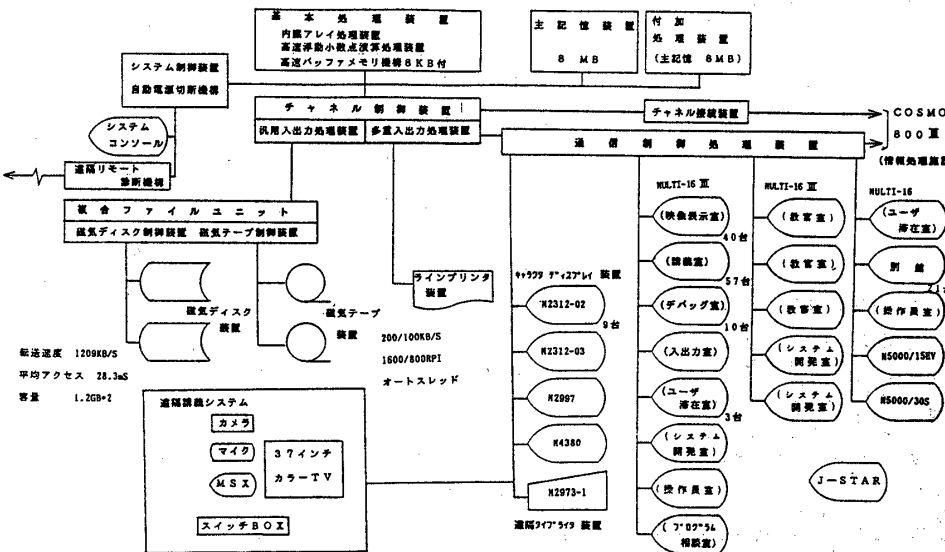 基本処理装置
内蔵アレイ処理装置
高速浮動小数点演算処理装置
高速バッファメモリ機構8KB付
主記憶装置
8 MB
付加
処理装置
(主記憶 8MB)
システム制御装置
自動電源切断機構
システム
コンソール
遠隔リモート
診断機構
チャネル制御装置
汎用入出力処理装置
多重入出力処理装置
チャネル接続装置
COSMO
800Ⅲ
(情報処理施設
通信制御処理装置
複合ファイルユニット
磁気ディスク制御装置
磁気テープ制御装置
磁気ディスク
装置
磁気テープ
装置
ラインプリンタ
装置
転送速度 1209KB/S
平均アクセス 28.3mS
容量 1.2GB*2
200/100KB/S
1600/800RPI
オートスレッド
キャラクタ ディスプレイ 装置
M2312-02
9台
M2312-03
M2997
M4380
M2973-1
遠隔タイプライタ 装置
MULTI-16 Ⅲ
(映像表示室)
40台
(講義室)
57台
(デバッグ室)
10台
(入出力室)
(ユーザ
滞在室)
3台
(システム
開発室)
(操作員室)
(プログラム
相談室)
MULTI-16 Ⅲ
(教官室)
(教官室)
(教官室)
(システム
開発室)
(システム
開発室)
MULTI-16
(ユーザ
滞在室)
別館
21台
(操作員室)
M5000/15EV
M5000/30S
J-STAR
遠隔講義システム
カメラ
マイク
MSX
37インチ
カラーTV
スイッチBOX